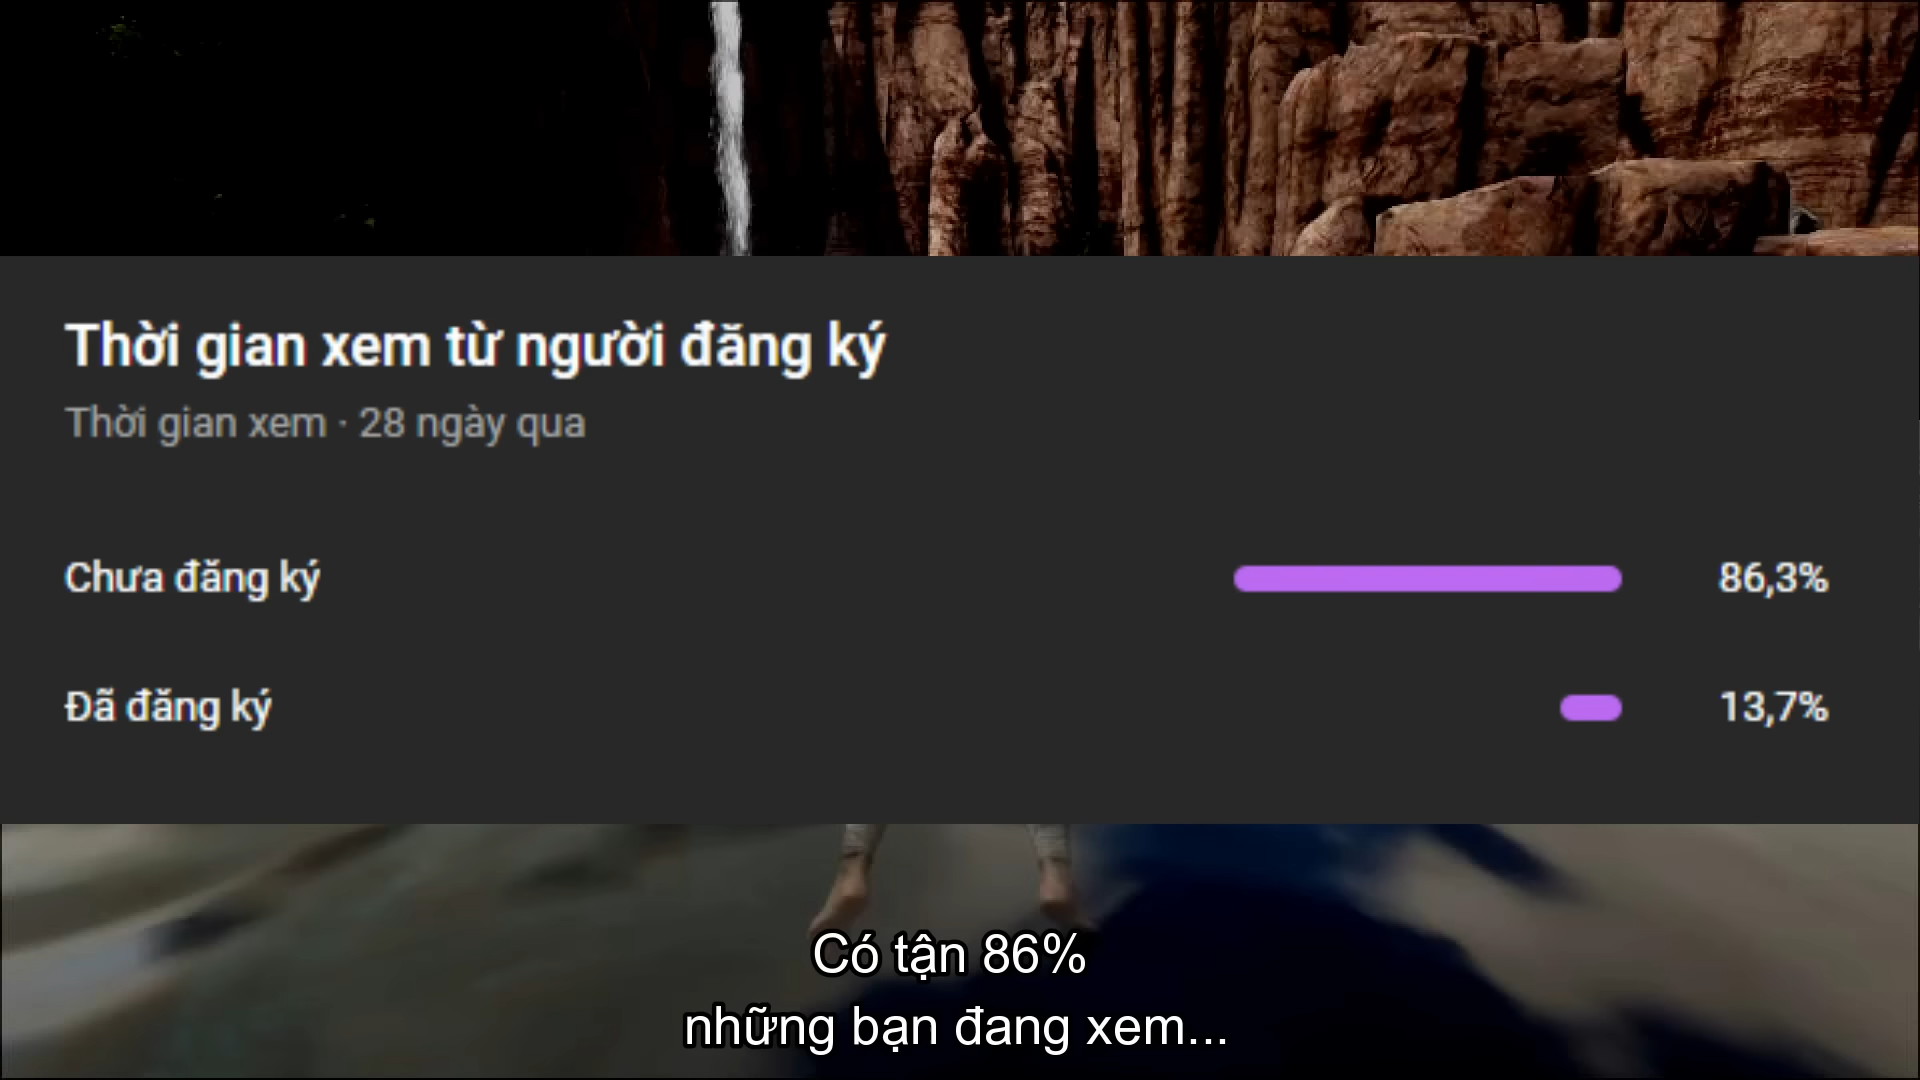 Thời gian xem từ người đăng ký
Thời gian xem · 28 ngày qua
Chưa đăng ký 86,3%
Đã đăng ký 13,7%
Có tận 86%
những bạn đang xem...